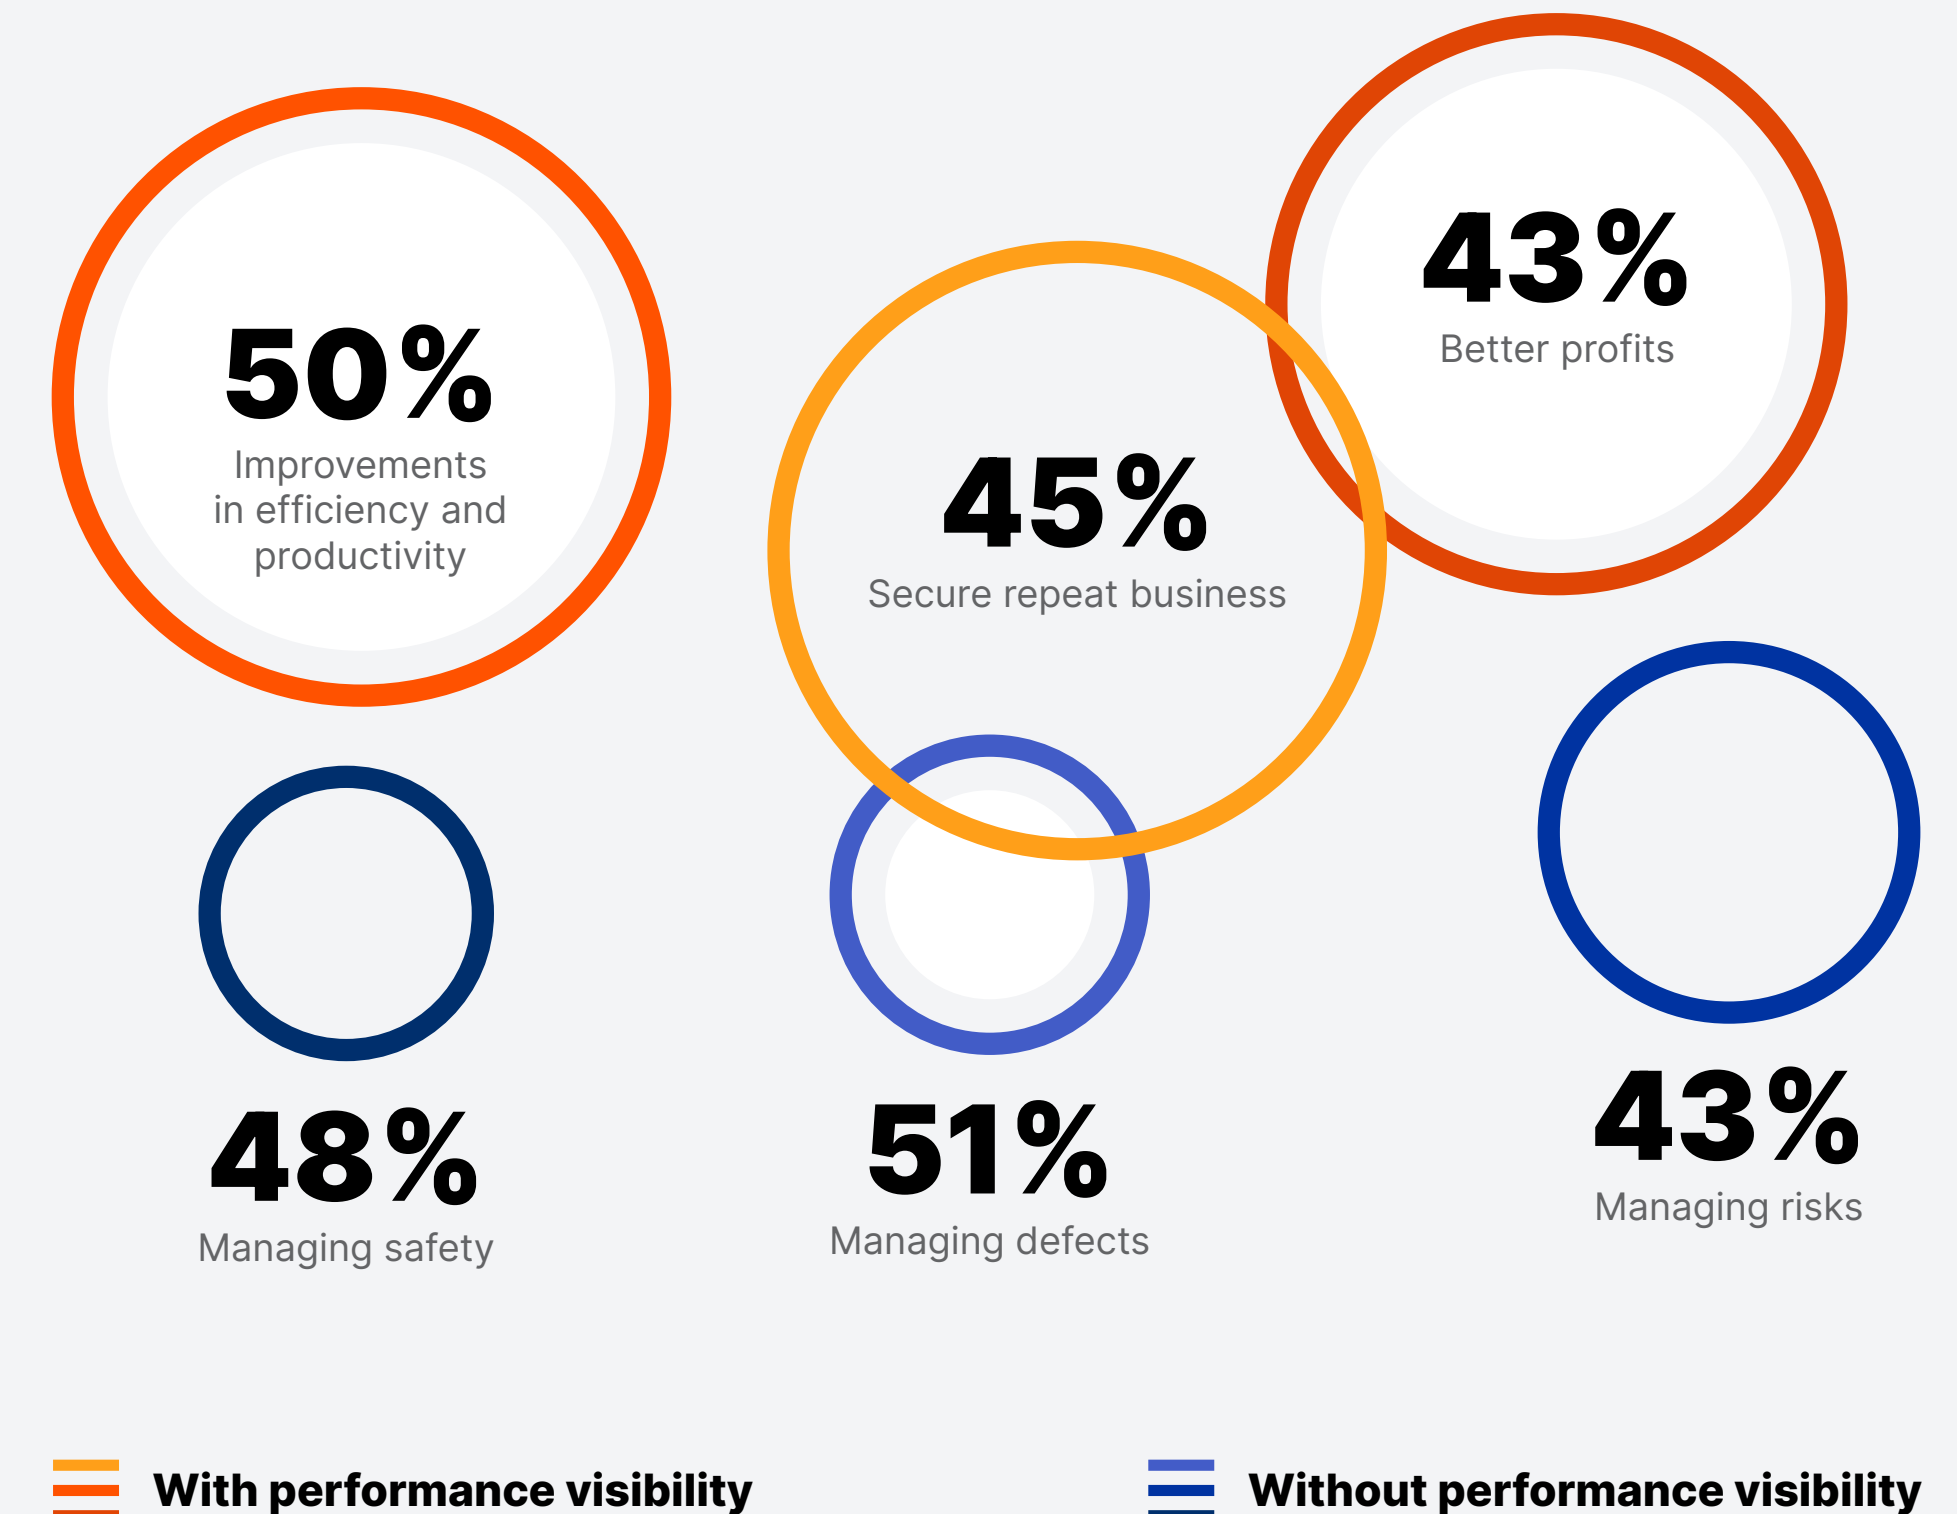 50%
Improvements
in efficiency and
productivity
45%
Secure repeat business
43%
Better profits
48%
Managing safety
51%
Managing defects
43%
Managing risks
With performance visibility
Without performance visibility